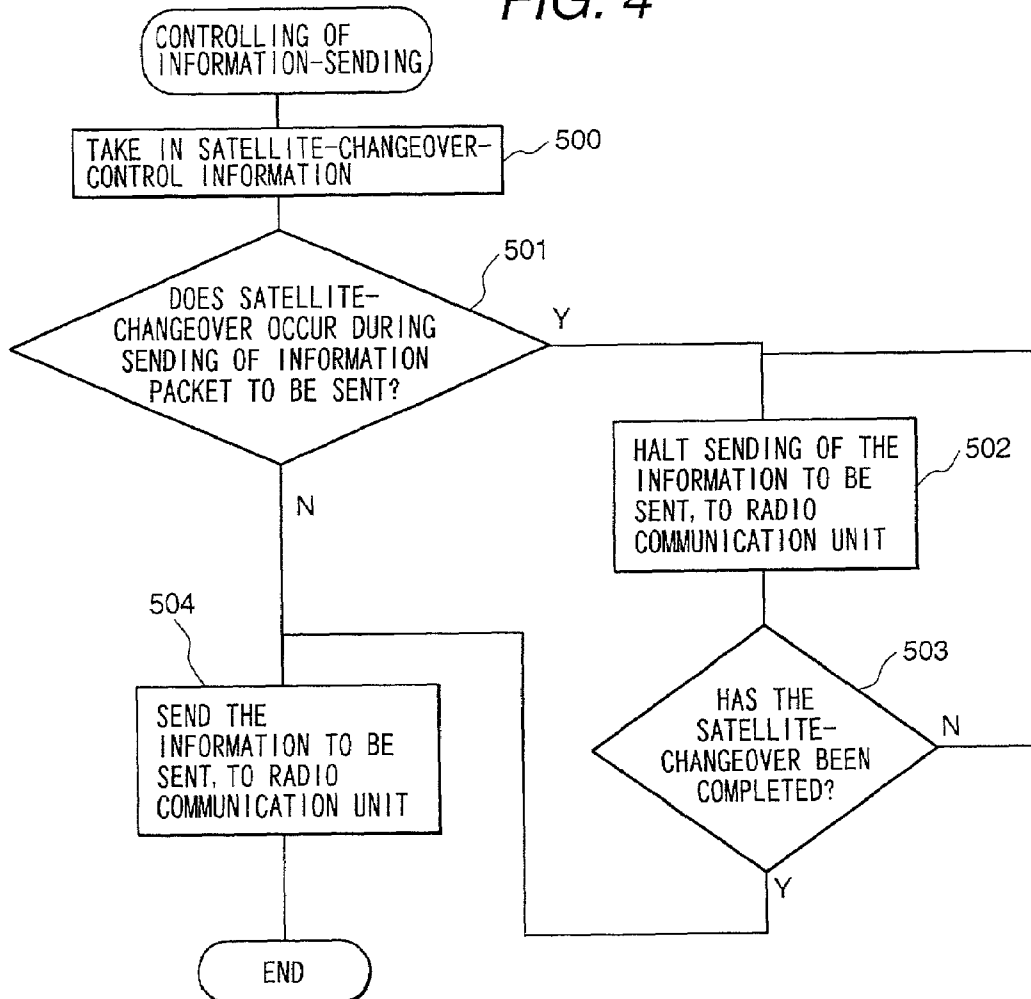 FIG. 4
CONTROLLING OF
INFORMATION-SENDING
TAKE IN SATELLITE-CHANGEOVER-
CONTROL INFORMATION
500
501
DOES SATELLITE-
CHANGEOVER OCCUR DURING
SENDING OF INFORMATION
PACKET TO BE SENT?
Y
N
HALT SENDING OF THE
INFORMATION TO BE
SENT, TO RADIO
COMMUNICATION UNIT
502
503
HAS THE
SATELLITE-
CHANGEOVER BEEN
COMPLETED?
N
Y
504
SEND THE
INFORMATION TO BE
SENT, TO RADIO
COMMUNICATION UNIT
END